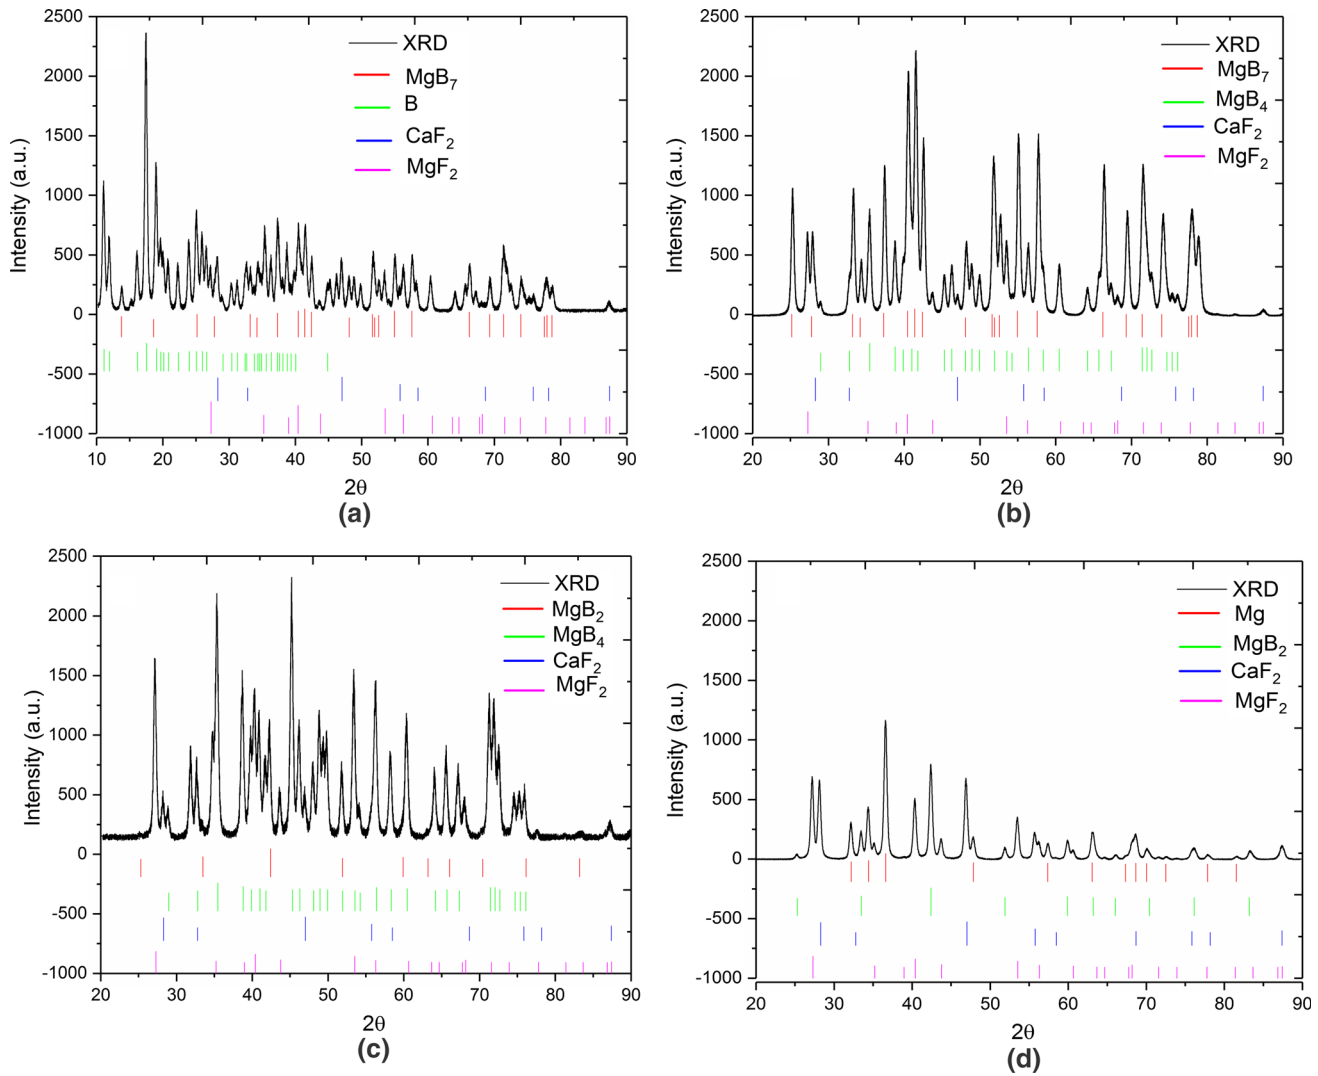 2500
2000
1500
1000
500
0
-500
-1000
Intensity (a.u.)
XRD
MgB₇
B
CaF₂
MgF₂
10 20 30 40 50 60 70 80 90
2θ
(a)
2500
2000
1500
1000
500
0
-500
-1000
Intensity (a.u.)
XRD
MgB₇
MgB₄
CaF₂
MgF₂
20 30 40 50 60 70 80 90
2θ
(b)
2500
2000
1500
1000
500
0
-500
-1000
Intensity (a.u.)
XRD
MgB₂
MgB₄
CaF₂
MgF₂
20 30 40 50 60 70 80 90
2θ
(c)
2500
2000
1500
1000
500
0
-500
-1000
Intensity (a.u.)
XRD
Mg
MgB₂
CaF₂
MgF₂
20 30 40 50 60 70 80 90
2θ
(d)